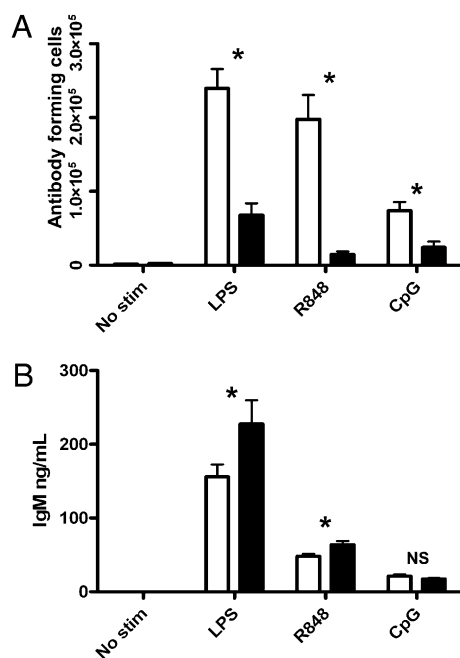 A
Antibody forming cells
3.0×10⁵
2.0×10⁵
1.0×10⁵
0
* * *
No stim LPS R848 CpG
B
IgM ng/mL
300
200
100
0
* * NS
No stim LPS R848 CpG